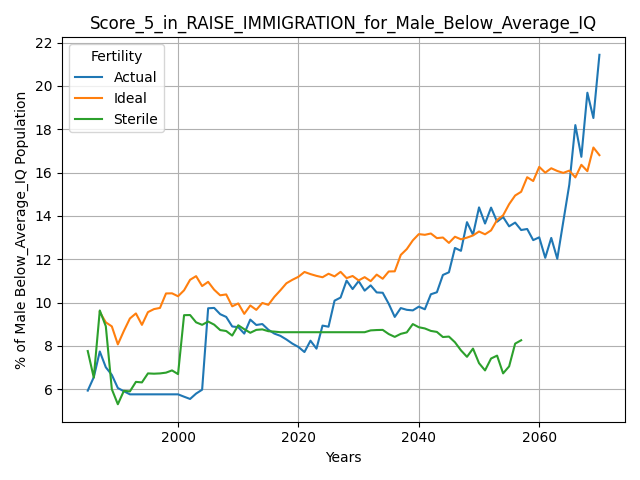 Score_5_in_RAISE_IMMIGRATION_for_Male_Below_Average_IQ
Fertility
Actual
Ideal
Sterile
% of Male Below_Average_IQ Population
22
20
18
16
14
12
10
8
6
2000
2020
2040
2060
Years